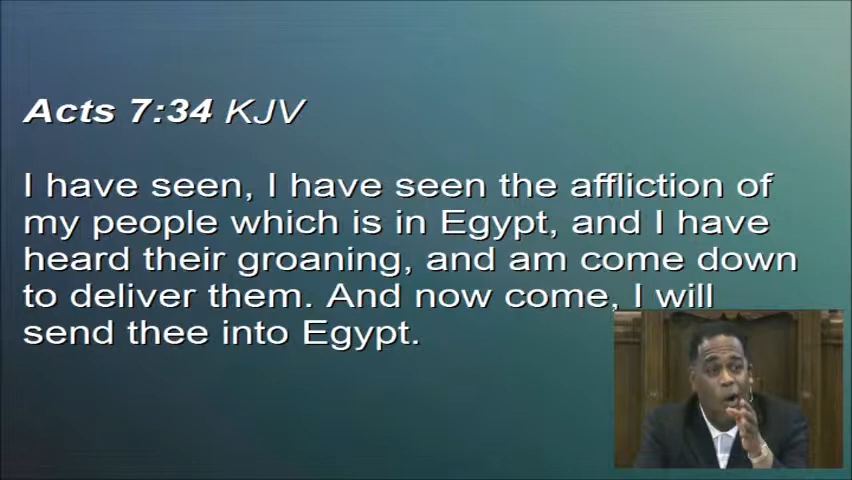 Acts 7:34 KJV
I have seen, I have seen the affliction of
my people which is in Egypt, and I have
heard their groaning, and am come down
to deliver them. And now come, I will
send thee into Egypt.